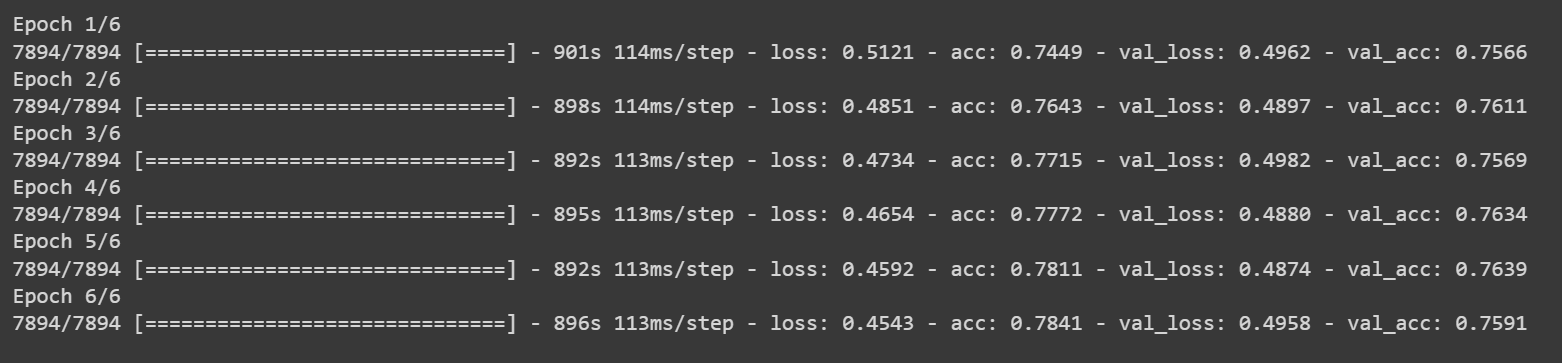 Epoch 1/6
7894/7894 [==============================] - 901s 114ms/step - loss: 0.5121 - acc: 0.7449 - val_loss: 0.4962 - val_acc: 0.7566
Epoch 2/6
7894/7894 [==============================] - 898s 114ms/step - loss: 0.4851 - acc: 0.7643 - val_loss: 0.4897 - val_acc: 0.7611
Epoch 3/6
7894/7894 [==============================] - 892s 113ms/step - loss: 0.4734 - acc: 0.7715 - val_loss: 0.4982 - val_acc: 0.7569
Epoch 4/6
7894/7894 [==============================] - 895s 113ms/step - loss: 0.4654 - acc: 0.7772 - val_loss: 0.4880 - val_acc: 0.7634
Epoch 5/6
7894/7894 [==============================] - 892s 113ms/step - loss: 0.4592 - acc: 0.7811 - val_loss: 0.4874 - val_acc: 0.7639
Epoch 6/6
7894/7894 [==============================] - 896s 113ms/step - loss: 0.4543 - acc: 0.7841 - val_loss: 0.4958 - val_acc: 0.7591